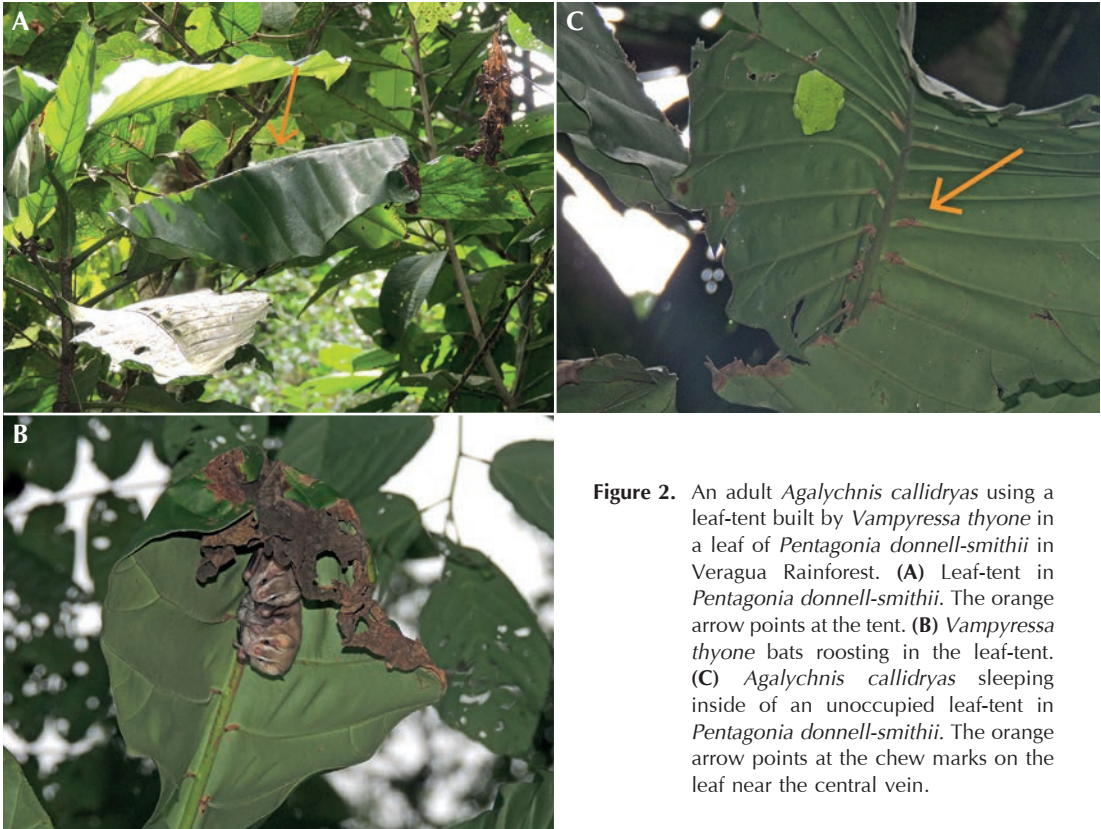 A
C
B
Figure 2. An adult Agalychnis callidryas using a
leaf-tent built by Vampyressa thyone in
a leaf of Pentagonia donnell-smithii in
Veragua Rainforest. (A) Leaf-tent in
Pentagonia donnell-smithii. The orange
arrow points at the tent. (B) Vampyressa
thyone bats roosting in the leaf-tent.
(C) Agalychnis callidryas sleeping
inside of an unoccupied leaf-tent in
Pentagonia donnell-smithii. The orange
arrow points at the chew marks on the
leaf near the central vein.